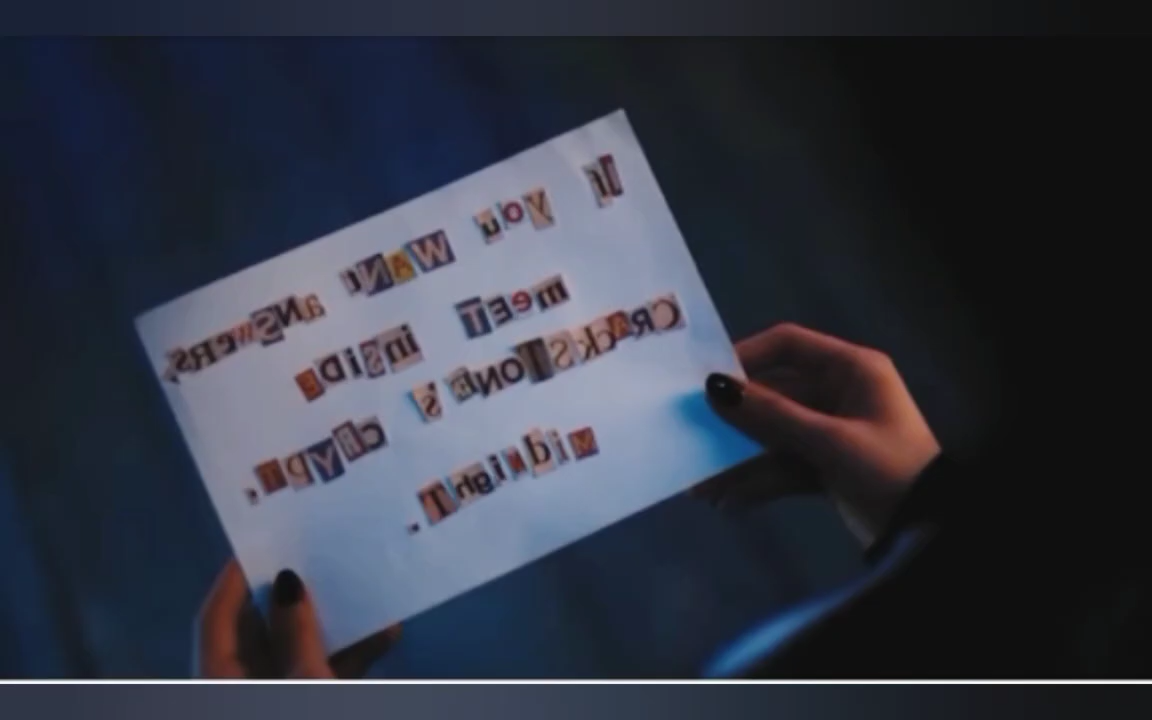 If you WANt aNSwERS,
meET iNSiDe
CRAckSTONe's cRYPT,
MidNighT.